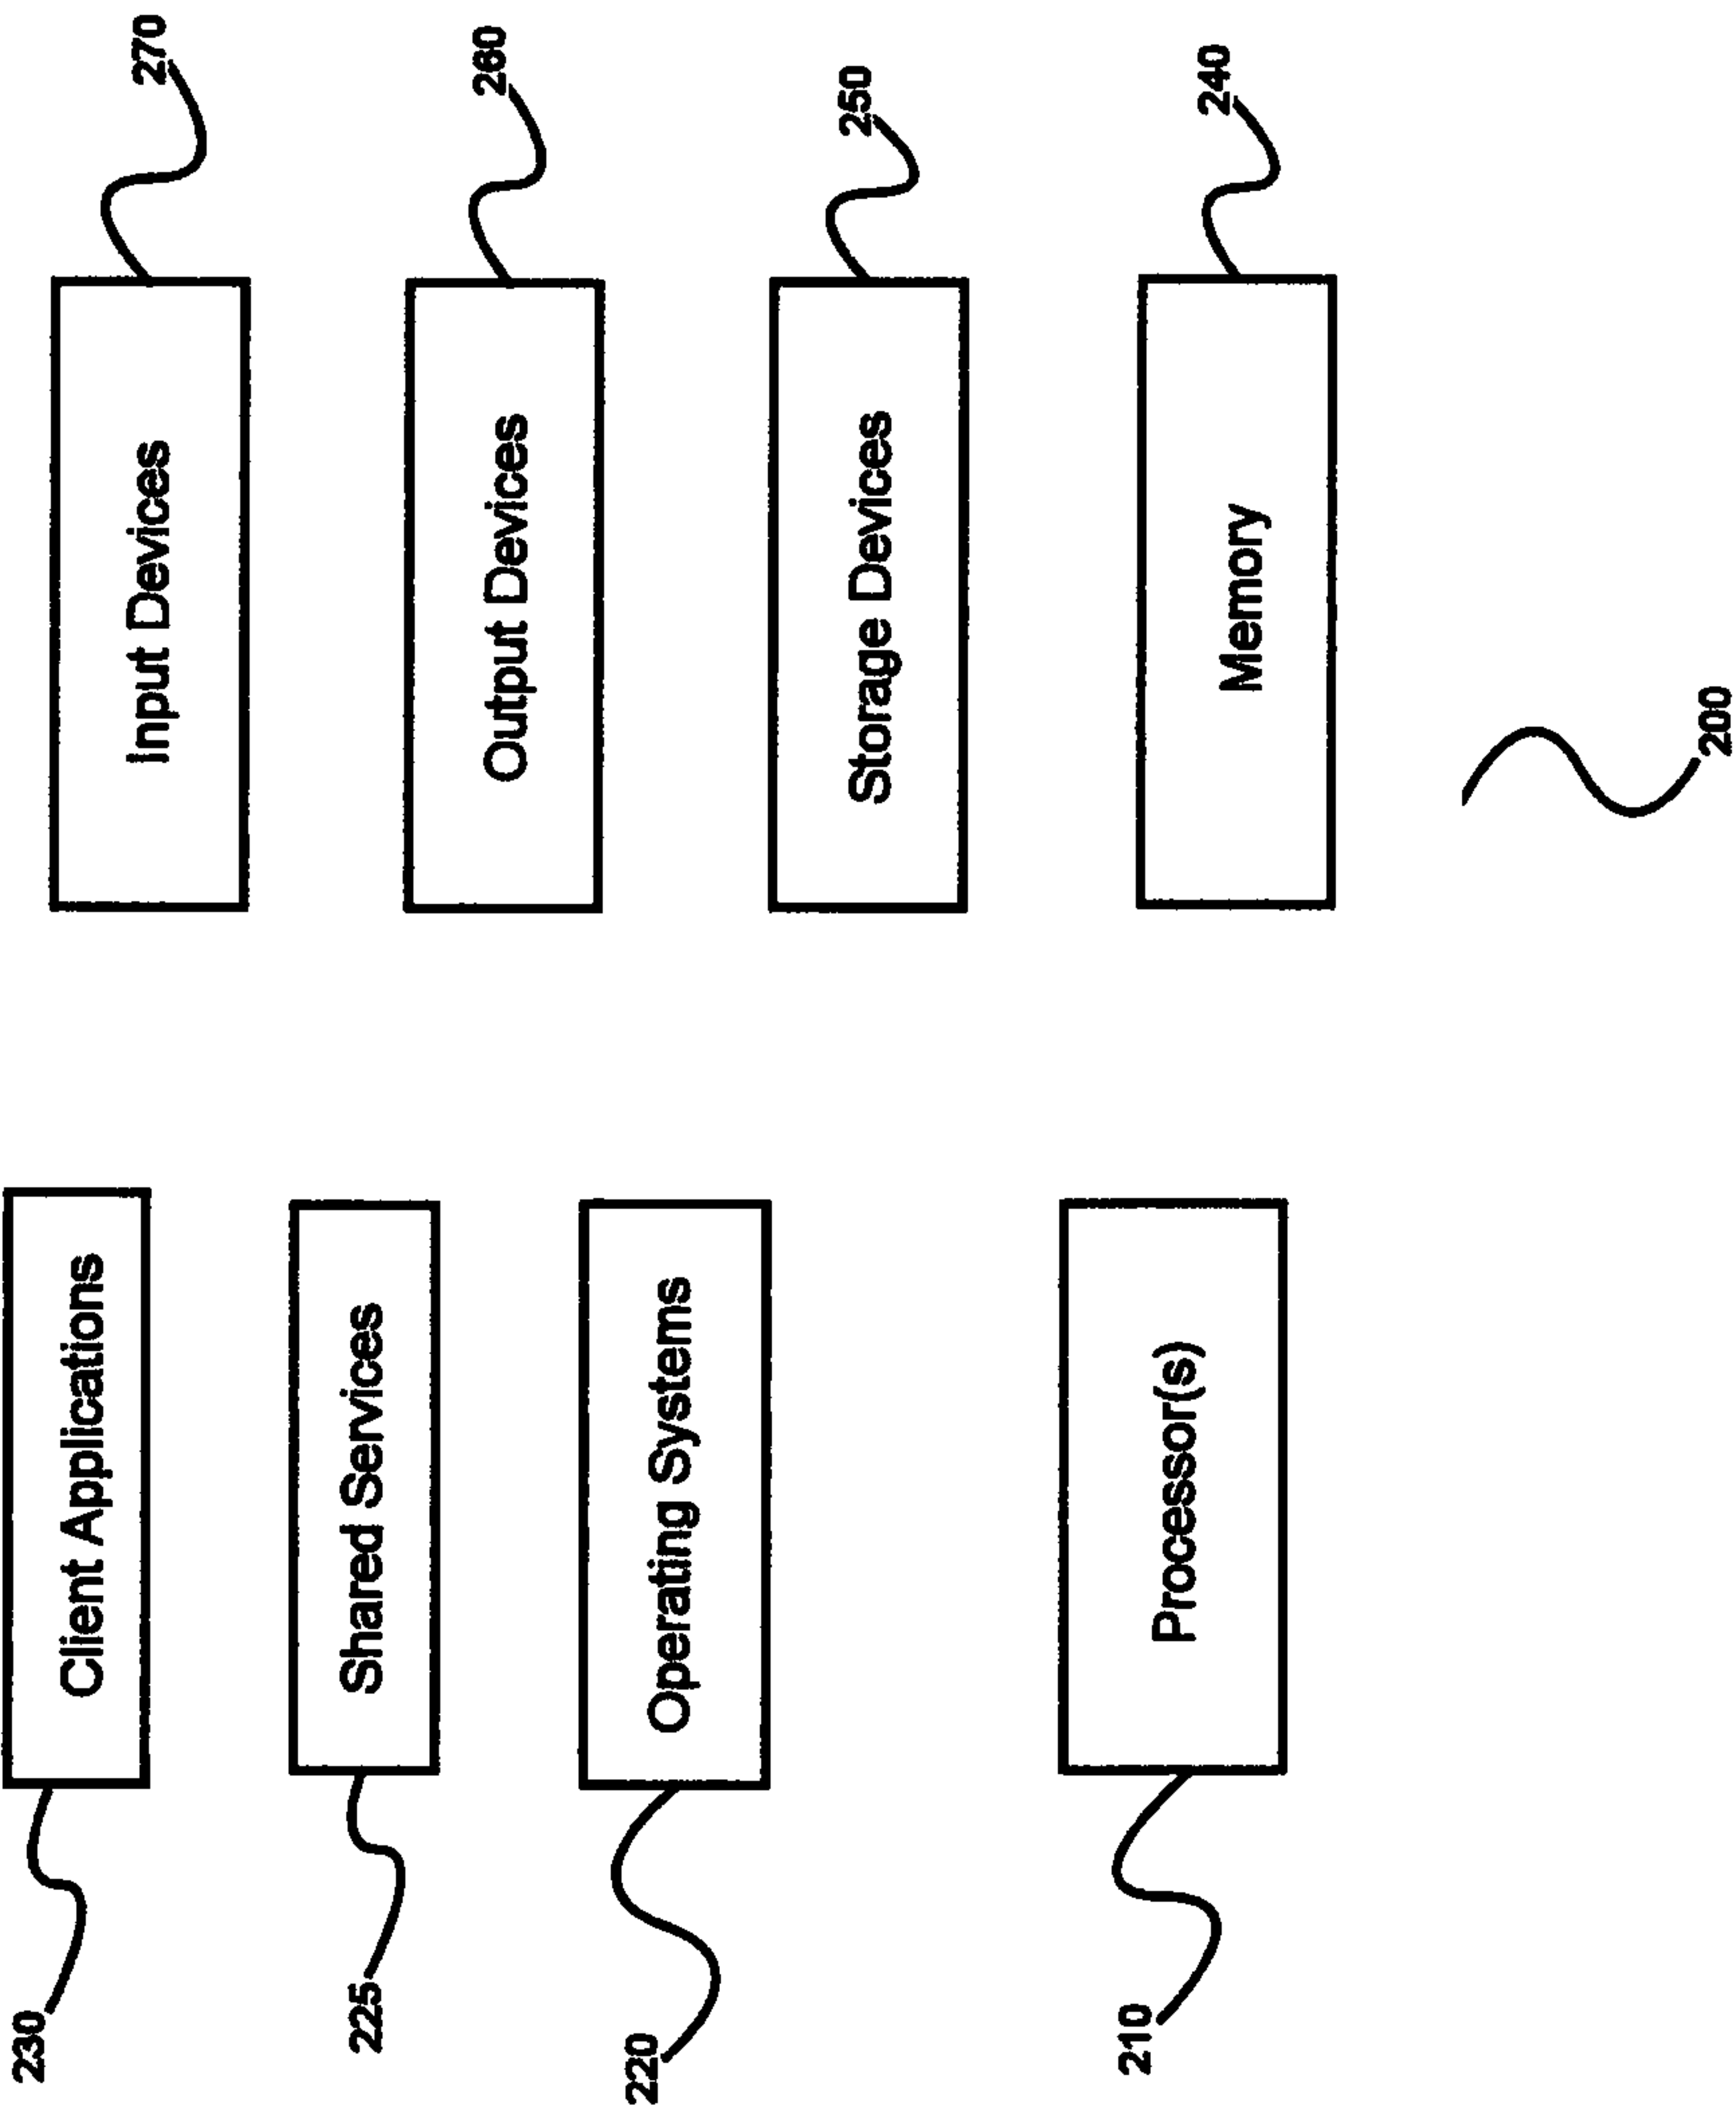 230
Client Applications
225
Shared Services
220
Operating Systems
210
Processor(s)
Input Devices
270
Output Devices
260
Storage Devices
250
Memory
240
200